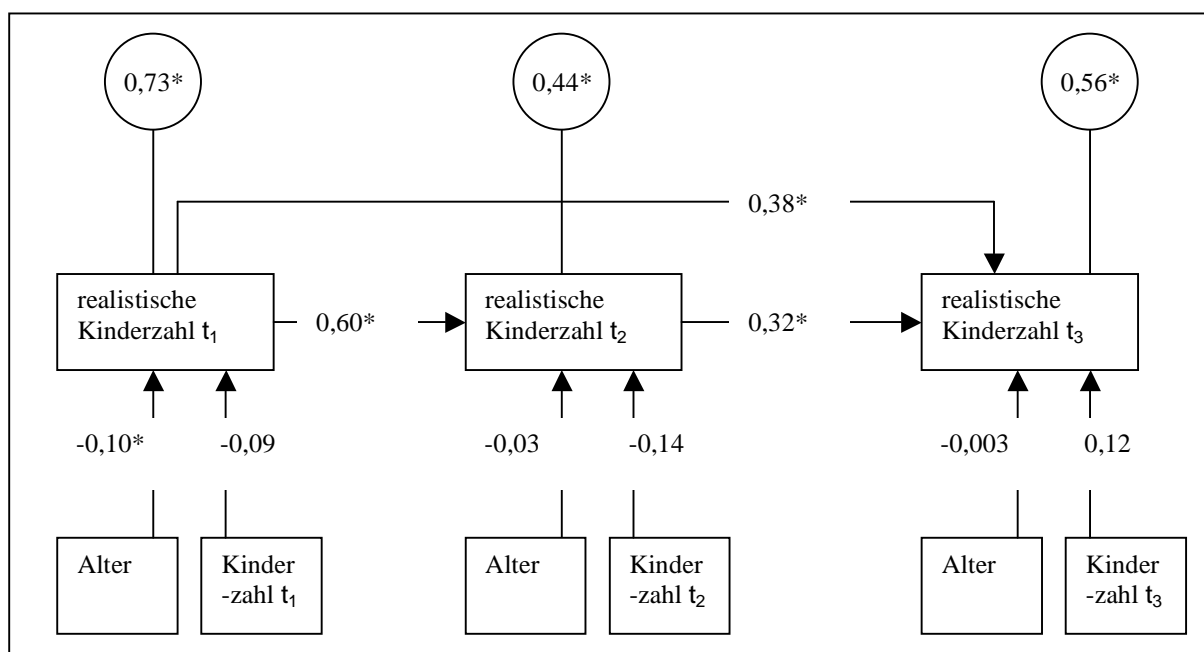 0,73*
0,44*
0,56*
0,38*
realistische
Kinderzahl t₁
0,60*
realistische
Kinderzahl t₂
0,32*
realistische
Kinderzahl t₃
-0,10*
-0,09
-0,03
-0,14
-0,003
0,12
Alter
Kinder
-zahl t₁
Alter
Kinder
-zahl t₂
Alter
Kinder
-zahl t₃